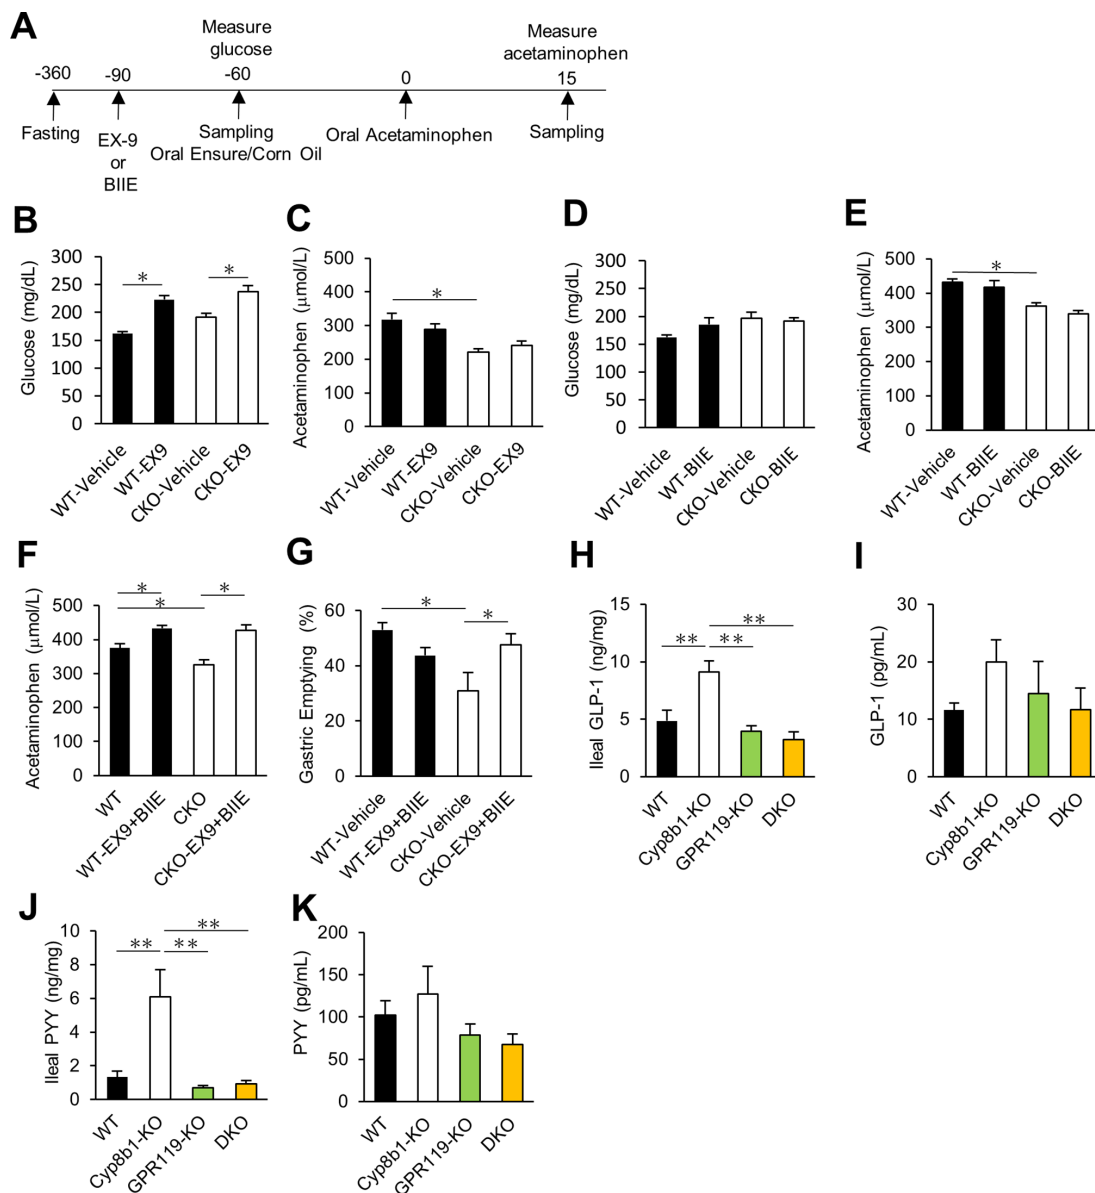 A
Measure
glucose
Measure
acetaminophen
-360
-90
-60
0
15
Fasting
EX-9
or
BIIE
Sampling
Oral Ensure/Corn Oil
Oral Acetaminophen
Sampling
B
Glucose (mg/dL)
300
250
200
150
100
50
0
*
*
WT-Vehicle
WT-EX9
CKO-Vehicle
CKO-EX9
C
Acetaminophen (μmol/L)
500
400
300
200
100
0
*
WT-Vehicle
WT-EX9
CKO-Vehicle
CKO-EX9
D
Glucose (mg/dL)
300
250
200
150
100
50
0
WT-Vehicle
WT-BIIE
CKO-Vehicle
CKO-BIIE
E
Acetaminophen (μmol/L)
500
400
300
200
100
0
*
WT-Vehicle
WT-BIIE
CKO-Vehicle
CKO-BIIE
F
Acetaminophen (μmol/L)
500
400
300
200
100
0
*
*
*
WT
WT-EX9+BIIE
CKO
CKO-EX9+BIIE
G
Gastric Emptying (%)
60
40
20
0
*
*
WT-Vehicle
WT-EX9+BIIE
CKO-Vehicle
CKO-EX9+BIIE
H
Ileal GLP-1 (ng/mg)
15
10
5
0
**
**
**
WT
Cyp8b1-KO
GPR119-KO
DKO
I
GLP-1 (pg/mL)
30
20
10
0
WT
Cyp8b1-KO
GPR119-KO
DKO
J
Ileal PYY (ng/mg)
10
8
6
4
2
0
**
**
**
WT
Cyp8b1-KO
GPR119-KO
DKO
K
PYY (pg/mL)
200
150
100
50
0
WT
Cyp8b1-KO
GPR119-KO
DKO